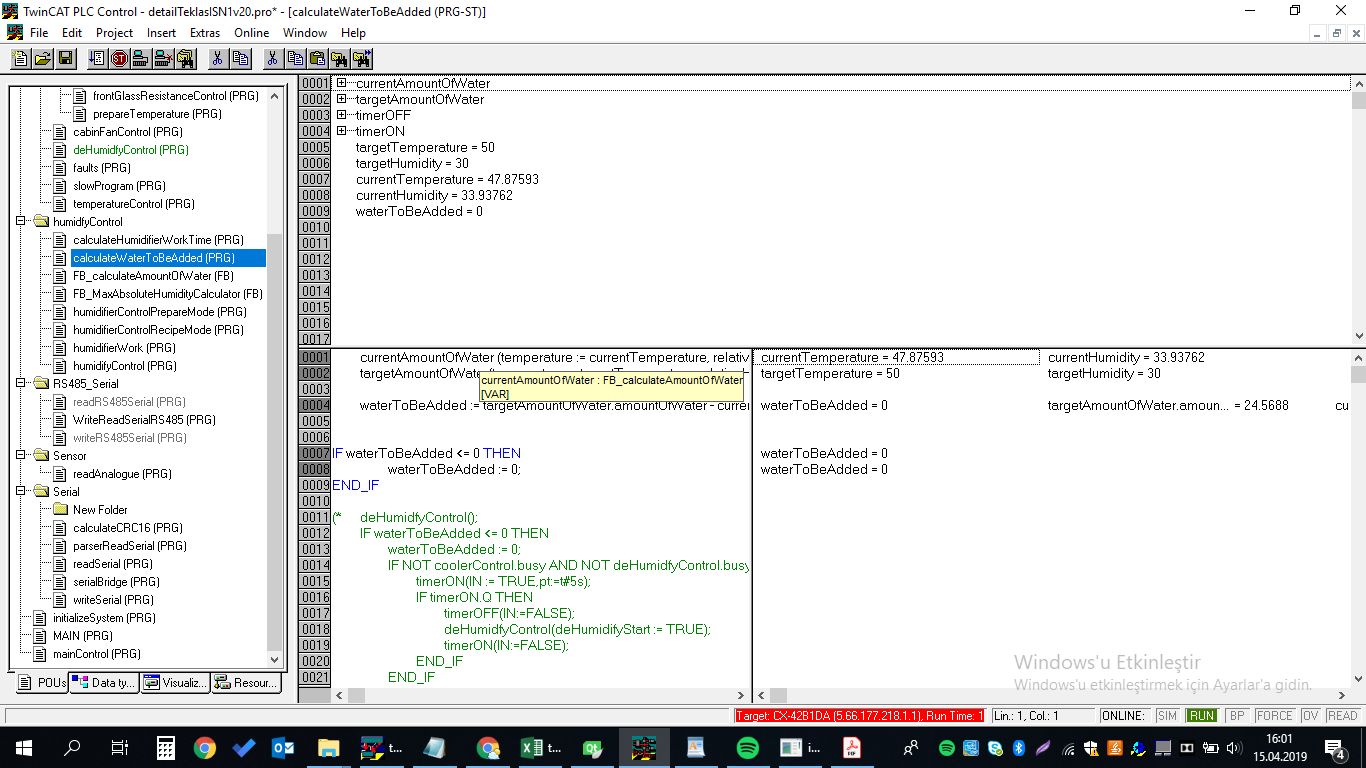 TwinCAT PLC Control - detailTeklasISN1v20.pro* - [calculateWaterToBeAdded (PRG-ST)]
File Edit Project Insert Extras Online Window Help
frontGlassResistanceControl (PRG)
prepareTemperature (PRG)
cabinFanControl (PRG)
deHumidfyControl (PRG)
faults (PRG)
slowProgram (PRG)
temperatureControl (PRG)
humidfyControl
calculateHumidifierWorkTime (PRG)
calculateWaterToBeAdded (PRG)
FB_calculateAmountOfWater (FB)
FB_MaxAbsoluteHumidityCalculator (FB)
humidifierControlPrepareMode (PRG)
humidifierControlRecipeMode (PRG)
humidifierWork (PRG)
humidifyControl (PRG)
RS485_Serial
readRS485Serial (PRG)
WriteReadSerialRS485 (PRG)
writeRS485Serial (PRG)
Sensor
readAnalogue (PRG)
Serial
New Folder
calculateCRC16 (PRG)
parserReadSerial (PRG)
readSerial (PRG)
serialBridge (PRG)
writeSerial (PRG)
initializeSystem (PRG)
MAIN (PRG)
mainControl (PRG)
POUs Data ty... Visualiz... Resour...
0001 currentAmountOfWater
0002 targetAmountOfWater
0003 timerOFF
0004 timerON
0005 targetTemperature = 50
0006 targetHumidity = 30
0007 currentTemperature = 47.87593
0008 currentHumidity = 33.93762
0009 waterToBeAdded = 0
0010
0011
0012
0013
0014
0015
0016
0017
0001 currentAmountOfWater (temperature := currentTemperature, relativ
0002 targetAmountOfWater
currentAmountOfWater : FB_calculateAmountOfWater
[VAR]
0003
0004 waterToBeAdded := targetAmountOfWater.amountOfWater - curre
0005
0006
0007 IF waterToBeAdded <= 0 THEN
0008 waterToBeAdded := 0;
0009 END_IF
0010
0011 (* deHumidfyControl();
0012 IF waterToBeAdded <= 0 THEN
0013 waterToBeAdded := 0;
0014 IF NOT coolerControl.busy AND NOT deHumidfyControl.busy
0015 timerON(IN := TRUE,pt:=t#5s);
0016 IF timerON.Q THEN
0017 timerOFF(IN:=FALSE);
0018 deHumidfyControl(deHumidifyStart := TRUE);
0019 timerON(IN:=FALSE);
0020 END_IF
0021 END_IF
currentTemperature = 47.87593 currentHumidity = 33.93762
targetTemperature = 50 targetHumidity = 30
waterToBeAdded = 0 targetAmountOfWater.amoun... = 24.5688 cu
waterToBeAdded = 0
waterToBeAdded = 0
Windows'u Etkinleştir
Windows'u etkinleştirmek için Ayarlar'a gidin.
Target: CX-42B1DA (5.66.177.218.1.1), Run Time: 1 Lin.: 1, Col.: 1 ONLINE: SIM RUN BP FORCE OV READ
t... t... i...
16:01
15.04.2019
4